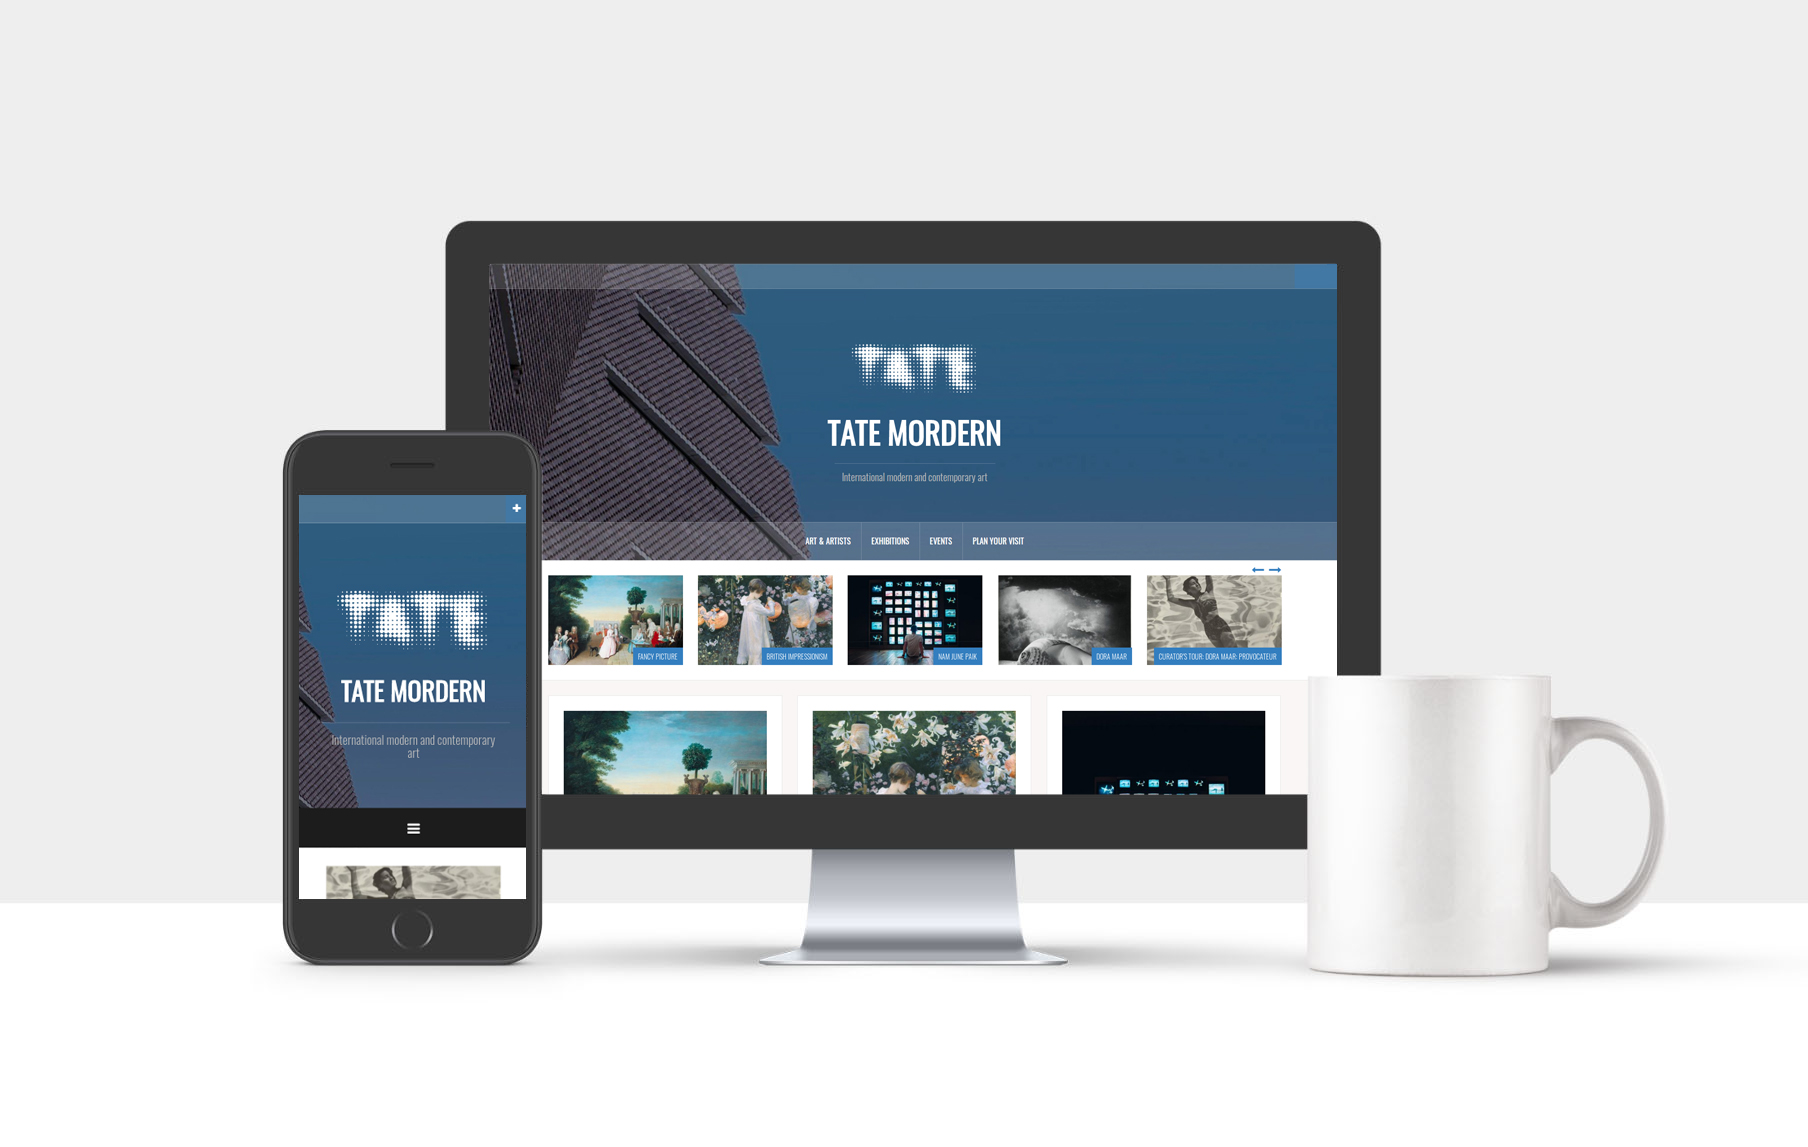 TATE
TATE MORDERN
International modern and contemporary art
ART & ARTISTS
EXHIBITIONS
EVENTS
PLAN YOUR VISIT
FANCY PICTURE
BRITISH IMPRESSIONISM
NAM JUNE PAIK
DORA MAAR
CURATOR'S TOUR: DORA MAAR: PROVOCATEUR
TATE
TATE MORDERN
International modern and contemporary
art